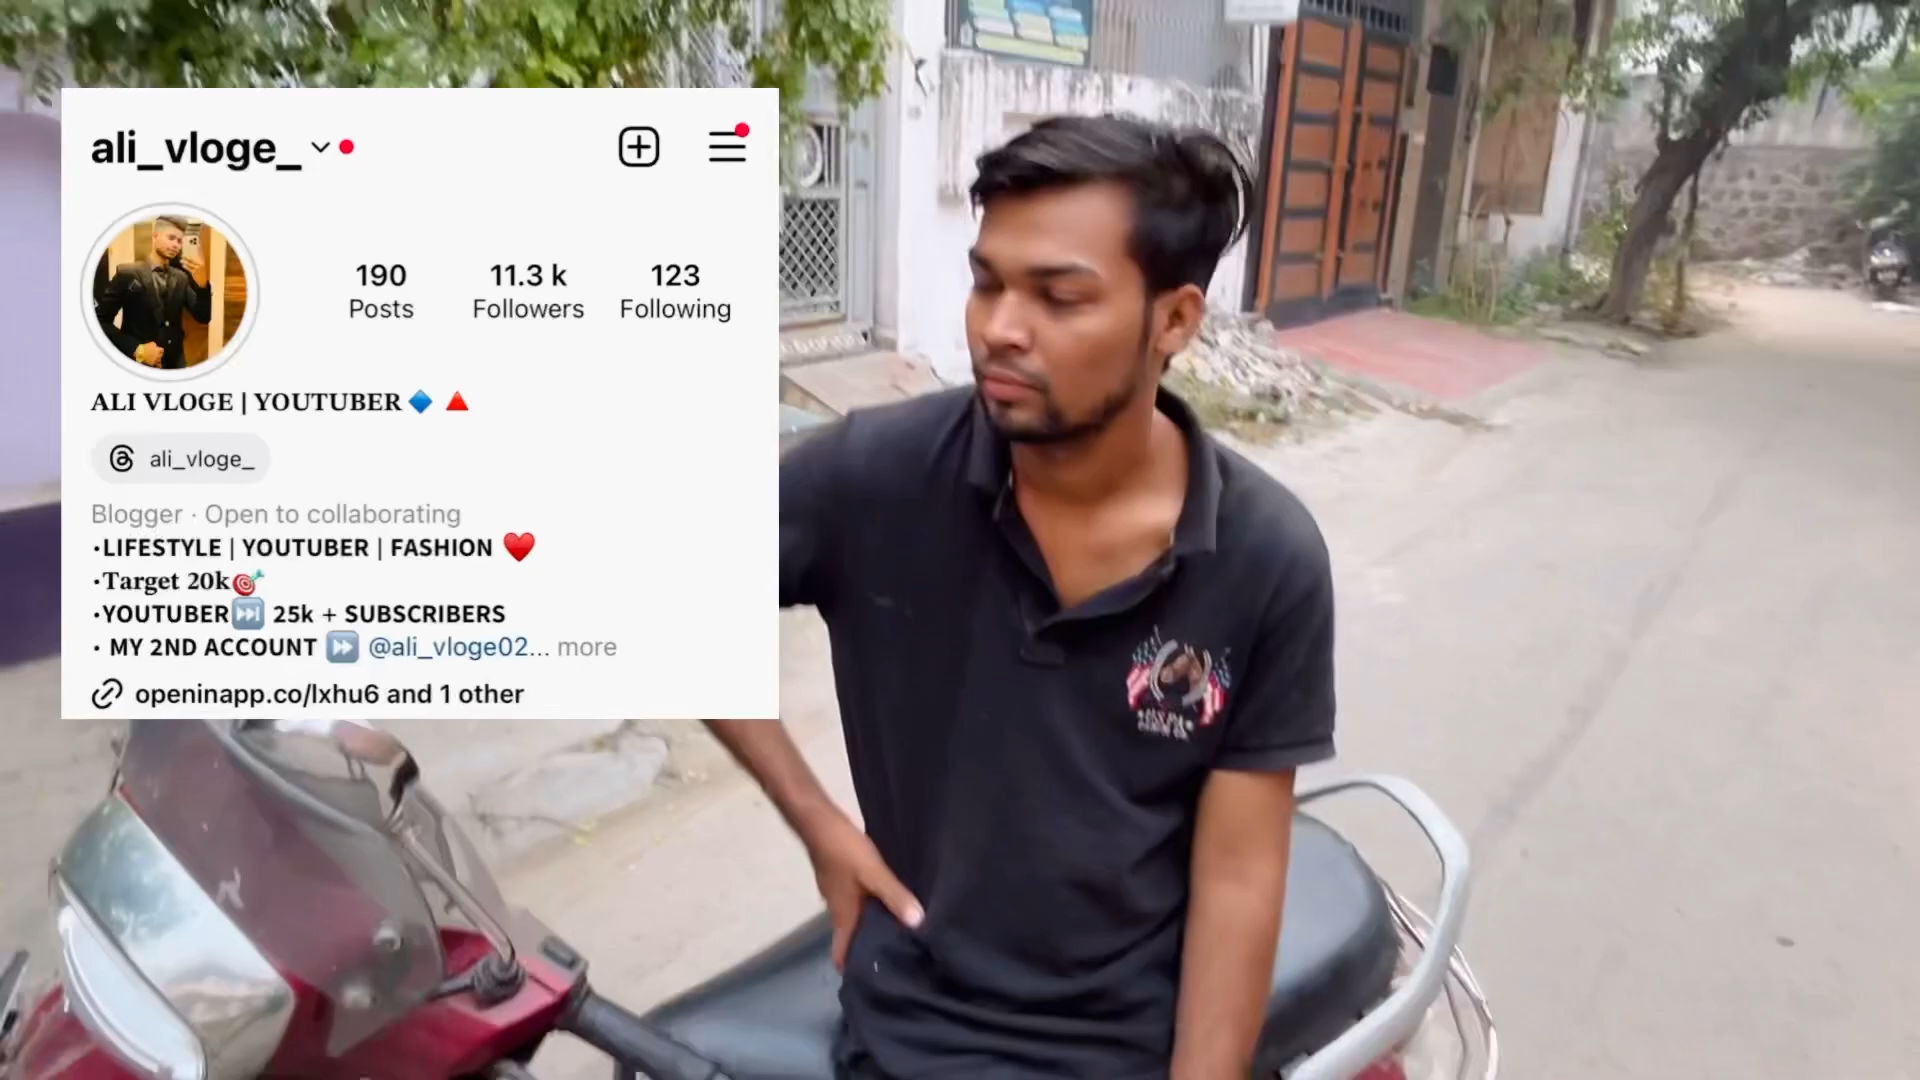 ali_vloge_
190 11.3 k 123
Posts Followers Following
ALI VLOGE | YOUTUBER🔷 🔺
ali_vloge_
Blogger · Open to collaborating
•LIFESTYLE | YOUTUBER | FASHION ♥️
•Target 20k🎯
•YOUTUBER⏭️ 25k + SUBSCRIBERS
• MY 2ND ACCOUNT ⏩ @ali_vloge02... more
openinapp.co/lxhu6 and 1 other